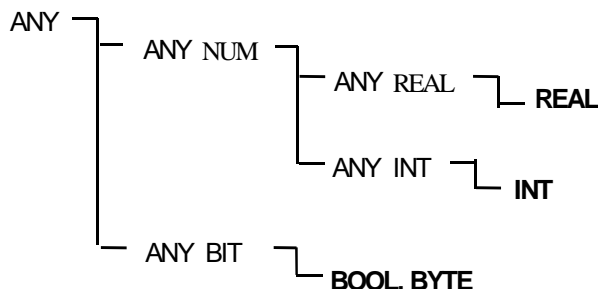 ANY
ANY NUM
ANY REAL
REAL
ANY INT
INT
ANY BIT
BOOL, BYTE